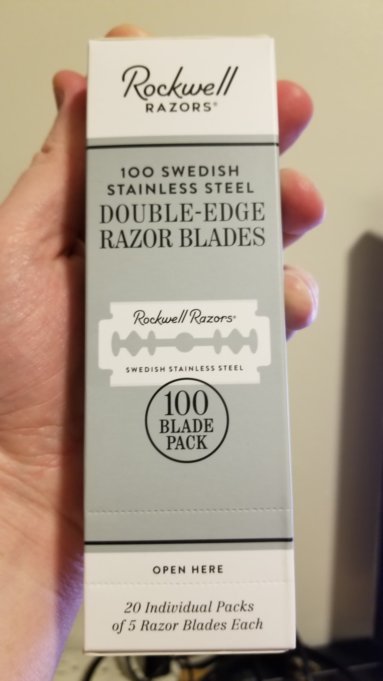 Rockwell
RAZORS®
100 SWEDISH
STAINLESS STEEL
DOUBLE-EDGE
RAZOR BLADES
Rockwell Razors®
SWEDISH STAINLESS STEEL
100
BLADE
PACK
OPEN HERE
20 Individual Packs
of 5 Razor Blades Each